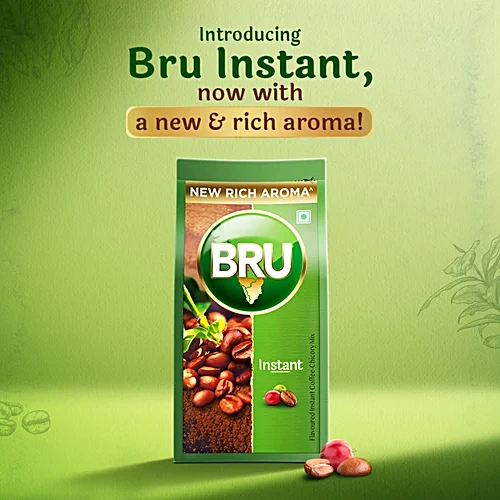 Introducing
Bru Instant,
now with
a new & rich aroma!
NEW RICH AROMA^
BRU
Instant
Flavoured Instant Coffee-Chicory Mix